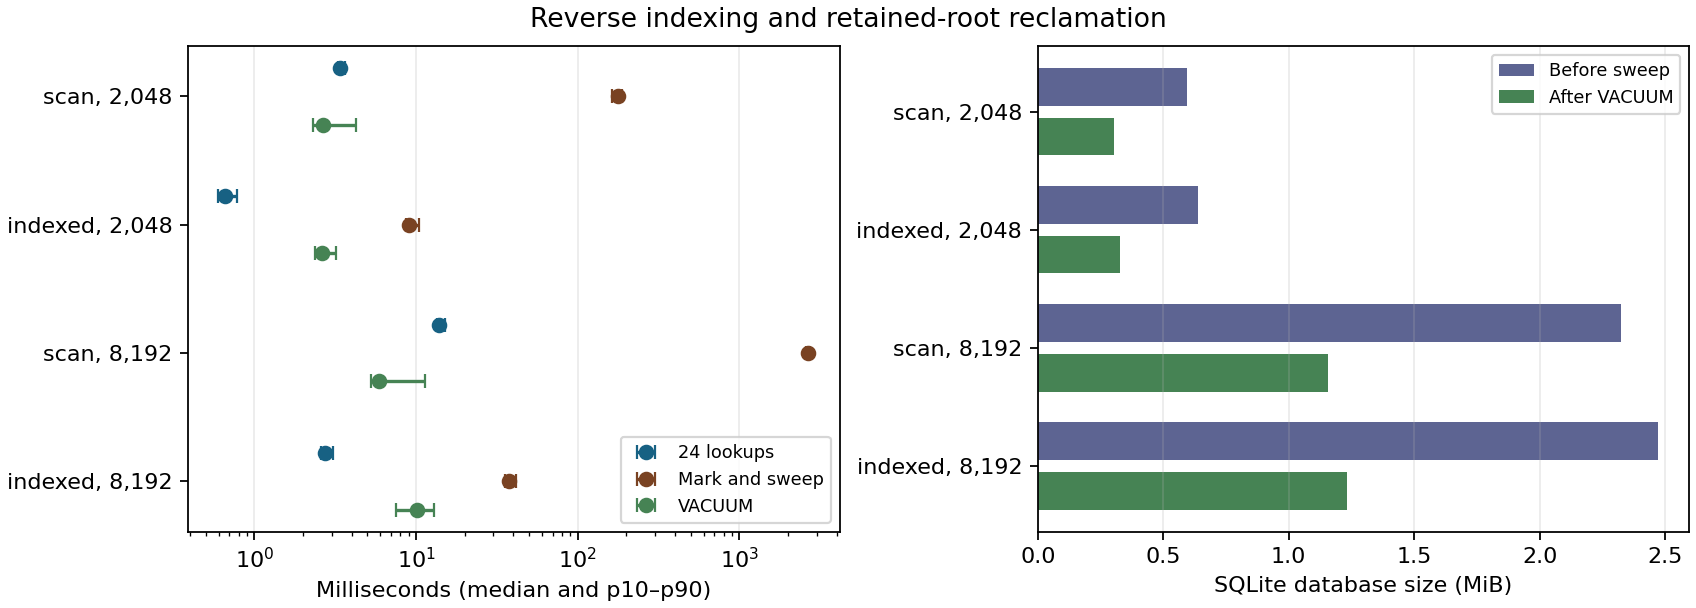 Reverse indexing and retained-root reclamation
scan, 2,048
indexed, 2,048
scan, 8,192
indexed, 8,192
24 lookups
Mark and sweep
VACUUM
10⁰ 10¹ 10² 10³
Milliseconds (median and p10–p90)
Before sweep
After VACUUM
scan, 2,048
indexed, 2,048
scan, 8,192
indexed, 8,192
0.0 0.5 1.0 1.5 2.0 2.5
SQLite database size (MiB)